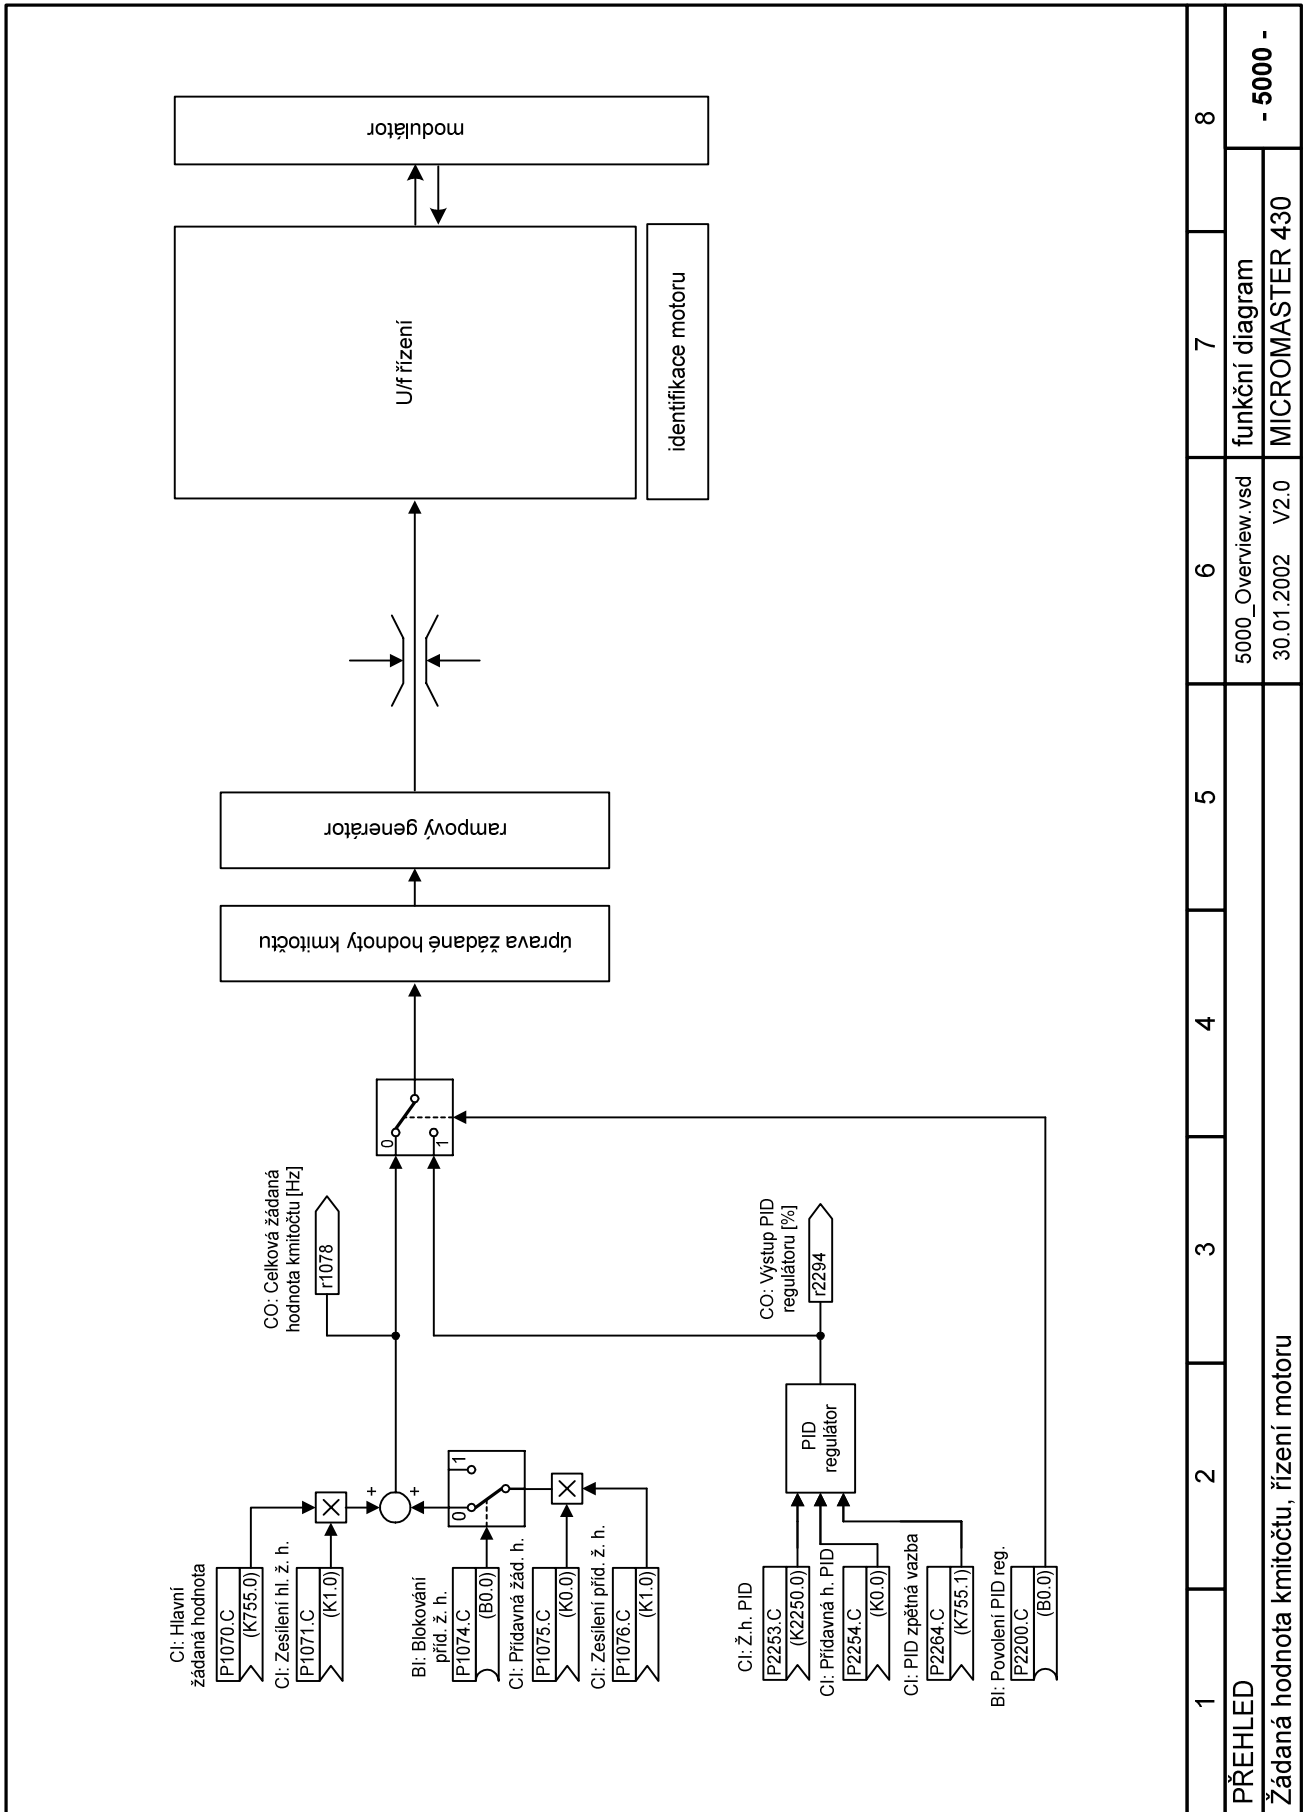 CI: Hlavní
žádaná hodnota
P1070.C
(K755.0)
CI: Zesílení hl. ž. h.
P1071.C
(K1.0)
BI: Blokování
příd. ž. h.
P1074.C
(B0.0)
CI: Přídavná žád. h.
P1075.C
(K0.0)
CI: Zesílení příd. ž. h.
P1076.C
(K1.0)
+
+
0
1
CO: Celková žádaná
hodnota kmitočtu [Hz]
r1078
0
1
CI: Ž.h. PID
P2253.C
(K2250.0)
CI: Přídavná h. PID
P2254.C
(K0.0)
CI: PID zpětná vazba
P2264.C
(K755.1)
BI: Povolení PID reg.
P2200.C
(B0.0)
PID
regulátor
CO: Výstup PID
regulátoru [%]
r2294
úprava žádané hodnoty kmitočtu
rampový generátor
U/f řízení
identifikace motoru
modulátor
1 2 3 4 5 6 7 8
PŘEHLED 5000_Overview.vsd funkční diagram - 5000 -
Žádaná hodnota kmitočtu, řízení motoru 30.01.2002 V2.0 MICROMASTER 430